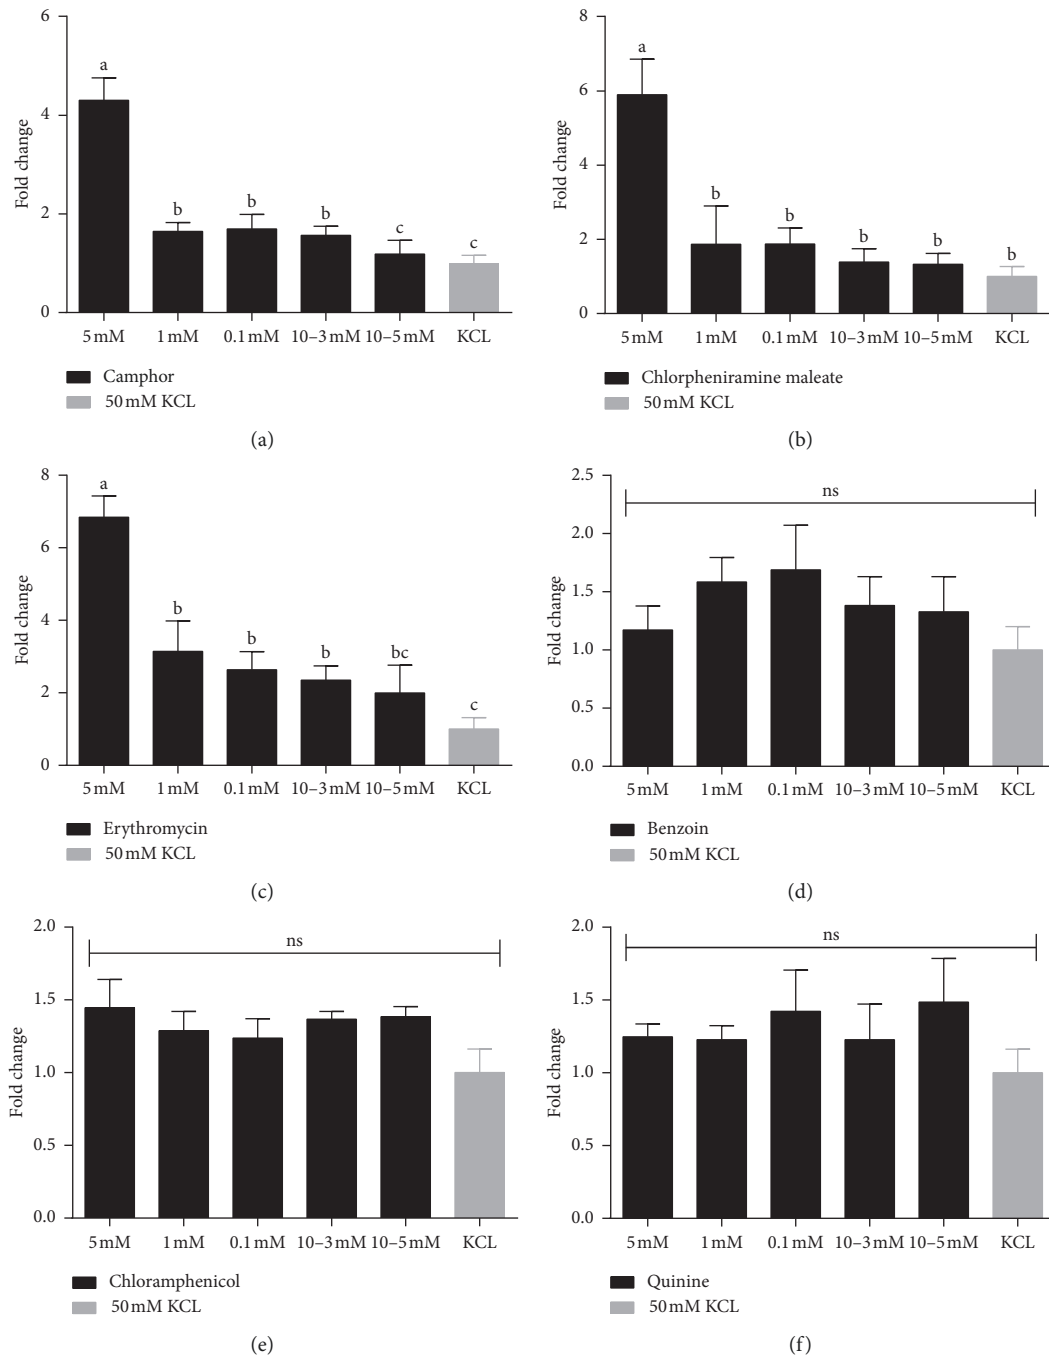 6
4
2
0
Fold change
a
b
b
b
c
c
5 mM
1 mM
0.1 mM
10–3 mM
10–5 mM
KCL
Camphor
50 mM KCL
(a)
8
6
4
2
0
Fold change
a
b
b
b
b
b
5 mM
1 mM
0.1 mM
10–3 mM
10–5 mM
KCL
Chlorpheniramine maleate
50 mM KCL
(b)
8
6
4
2
0
Fold change
a
b
b
b
bc
c
5 mM
1 mM
0.1 mM
10–3 mM
10–5 mM
KCL
Erythromycin
50 mM KCL
(c)
2.5
2.0
1.5
1.0
0.5
0.0
Fold change
ns
5 mM
1 mM
0.1 mM
10–3 mM
10–5 mM
KCL
Benzoin
50 mM KCL
(d)
2.0
1.5
1.0
0.5
0.0
Fold change
ns
5 mM
1 mM
0.1 mM
10–3 mM
10–5 mM
KCL
Chloramphenicol
50 mM KCL
(e)
2.0
1.5
1.0
0.5
0.0
Fold change
ns
5 mM
1 mM
0.1 mM
10–3 mM
10–5 mM
KCL
Quinine
50 mM KCL
(f)